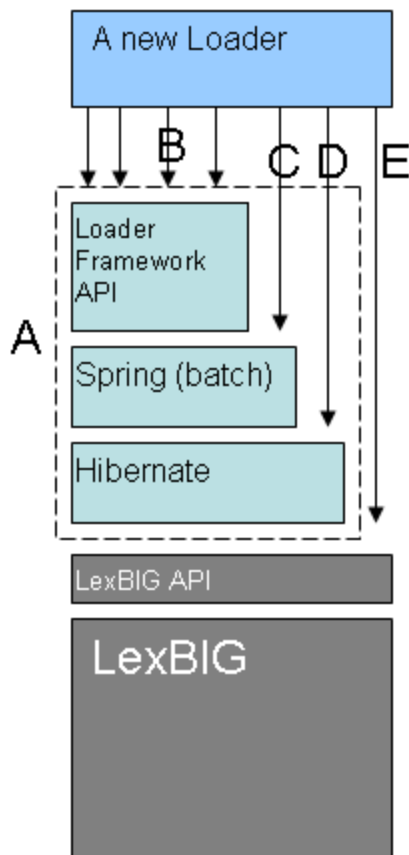 A new Loader
B
C
D
E
Loader
Framework
API
A
Spring (batch)
Hibernate
LexBIG API
LexBIG